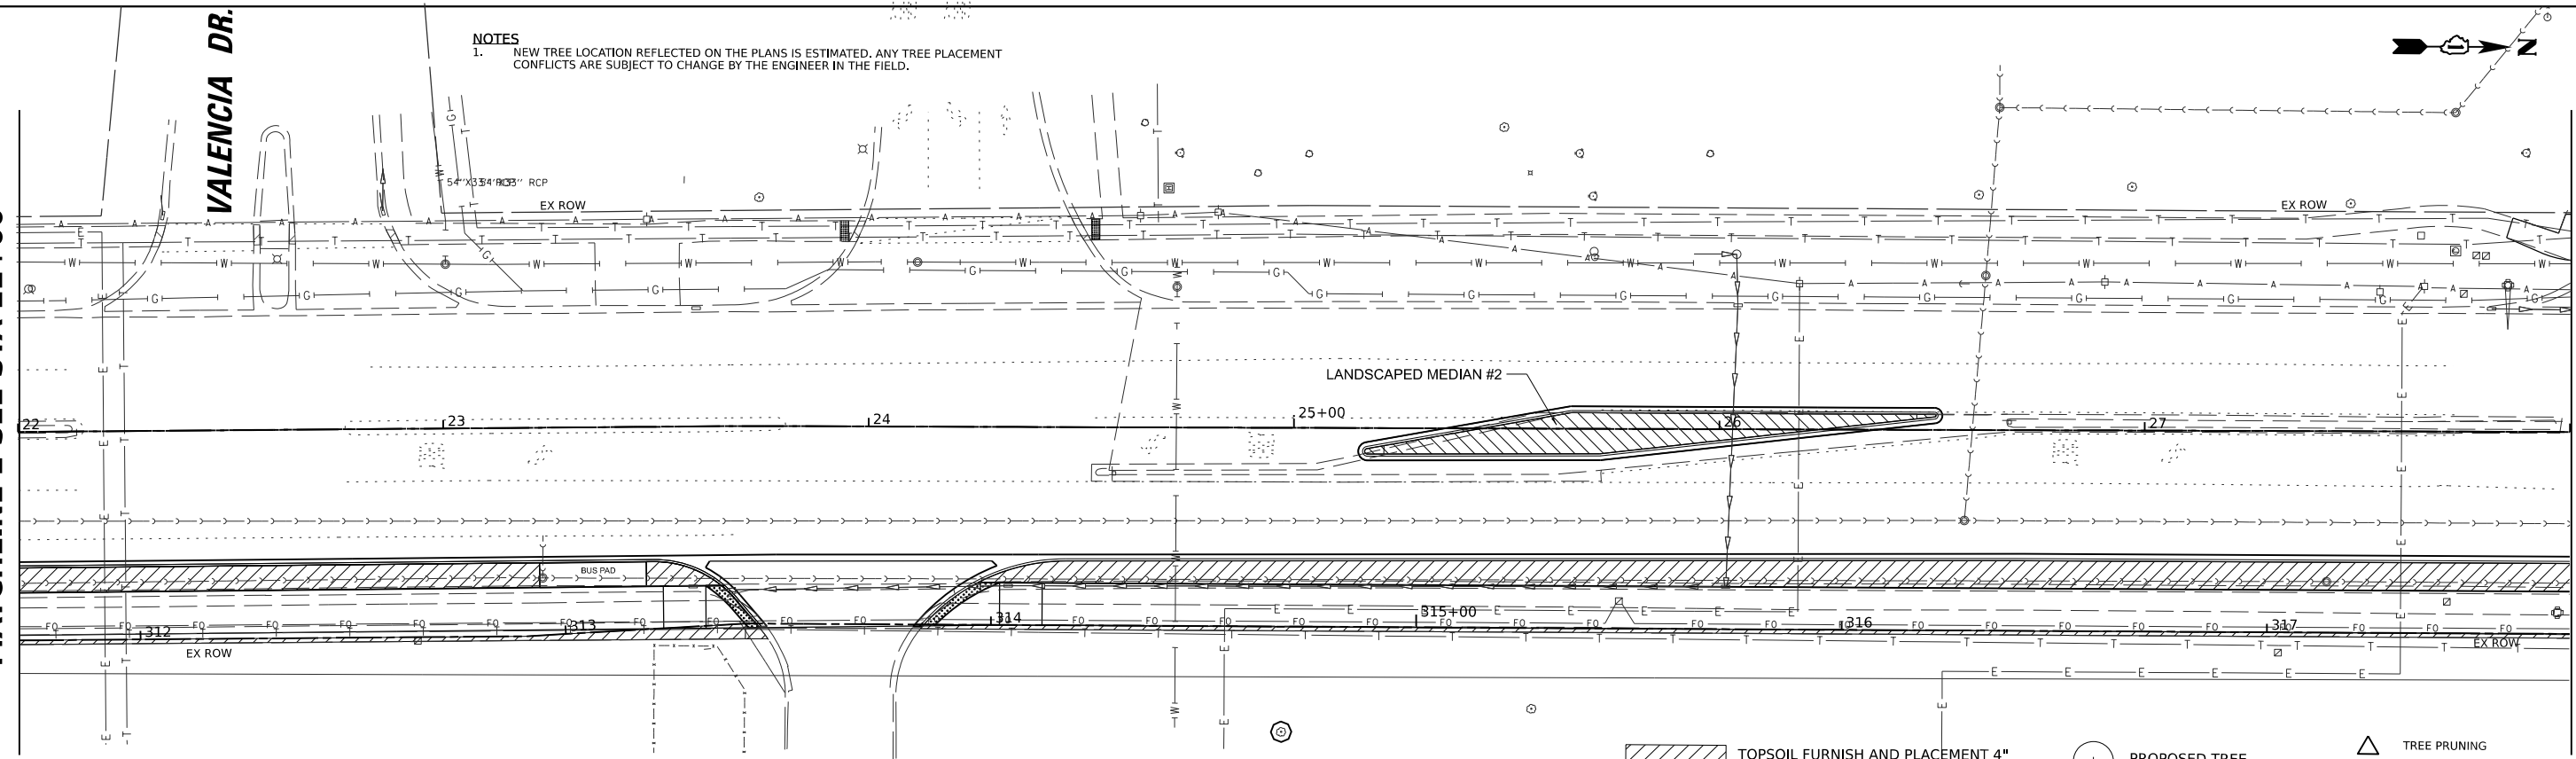 VALENCIA DR.
NOTES
1. NEW TREE LOCATION REFLECTED ON THE PLANS IS ESTIMATED. ANY TREE PLACEMENT
CONFLICTS ARE SUBJECT TO CHANGE BY THE ENGINEER IN THE FIELD.
N
EX ROW
EX ROW
LANDSCAPED MEDIAN #2
22
23
24
25+00
26
27
BUS PAD
312
313
314
315+00
316
317
EX ROW
EX ROW
TOPSOIL FURNISH AND PLACEMENT 4"
PROPOSED TREE
TREE PRUNING